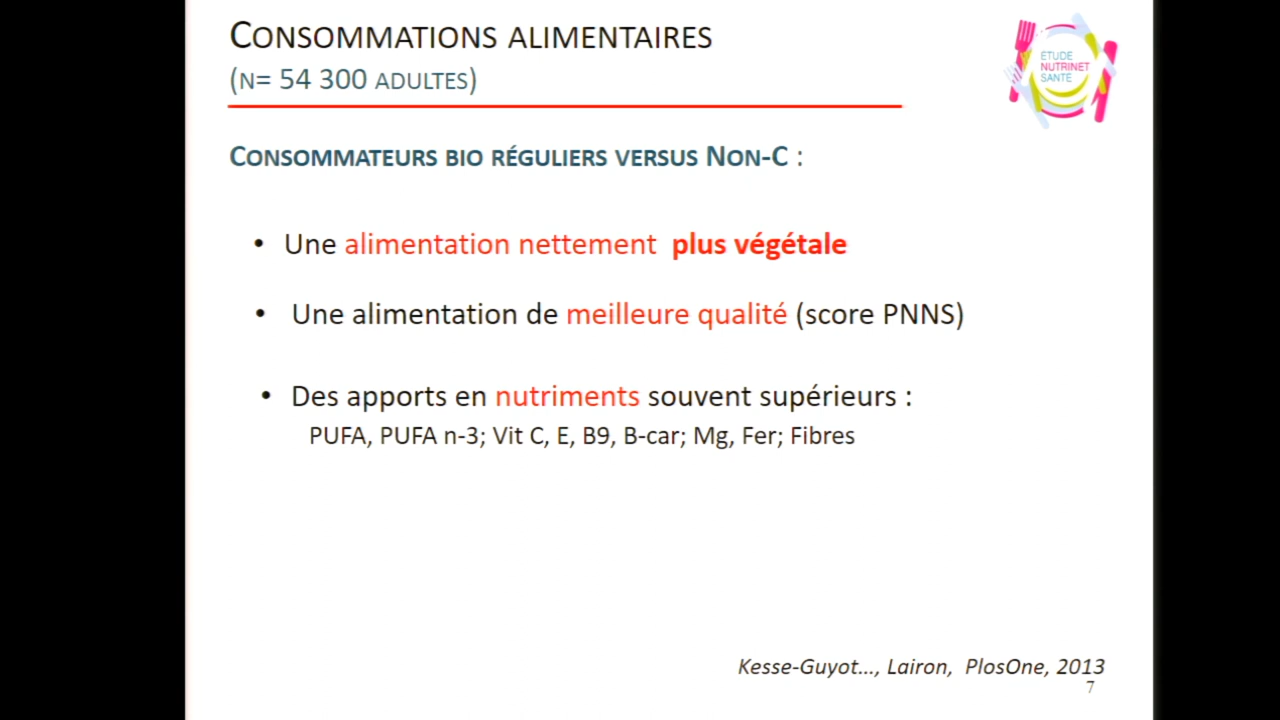 CONSOMMATIONS ALIMENTAIRES
(N= 54 300 ADULTES)
ÉTUDE
NUTRINET
SANTÉ
CONSOMMATEURS BIO RÉGULIERS VERSUS NON-C :
• Une alimentation nettement plus végétale
• Une alimentation de meilleure qualité (score PNNS)
• Des apports en nutriments souvent supérieurs :
PUFA, PUFA n-3; Vit C, E, B9, B-car; Mg, Fer; Fibres
Kesse-Guyot..., Lairon, PlosOne, 2013
7